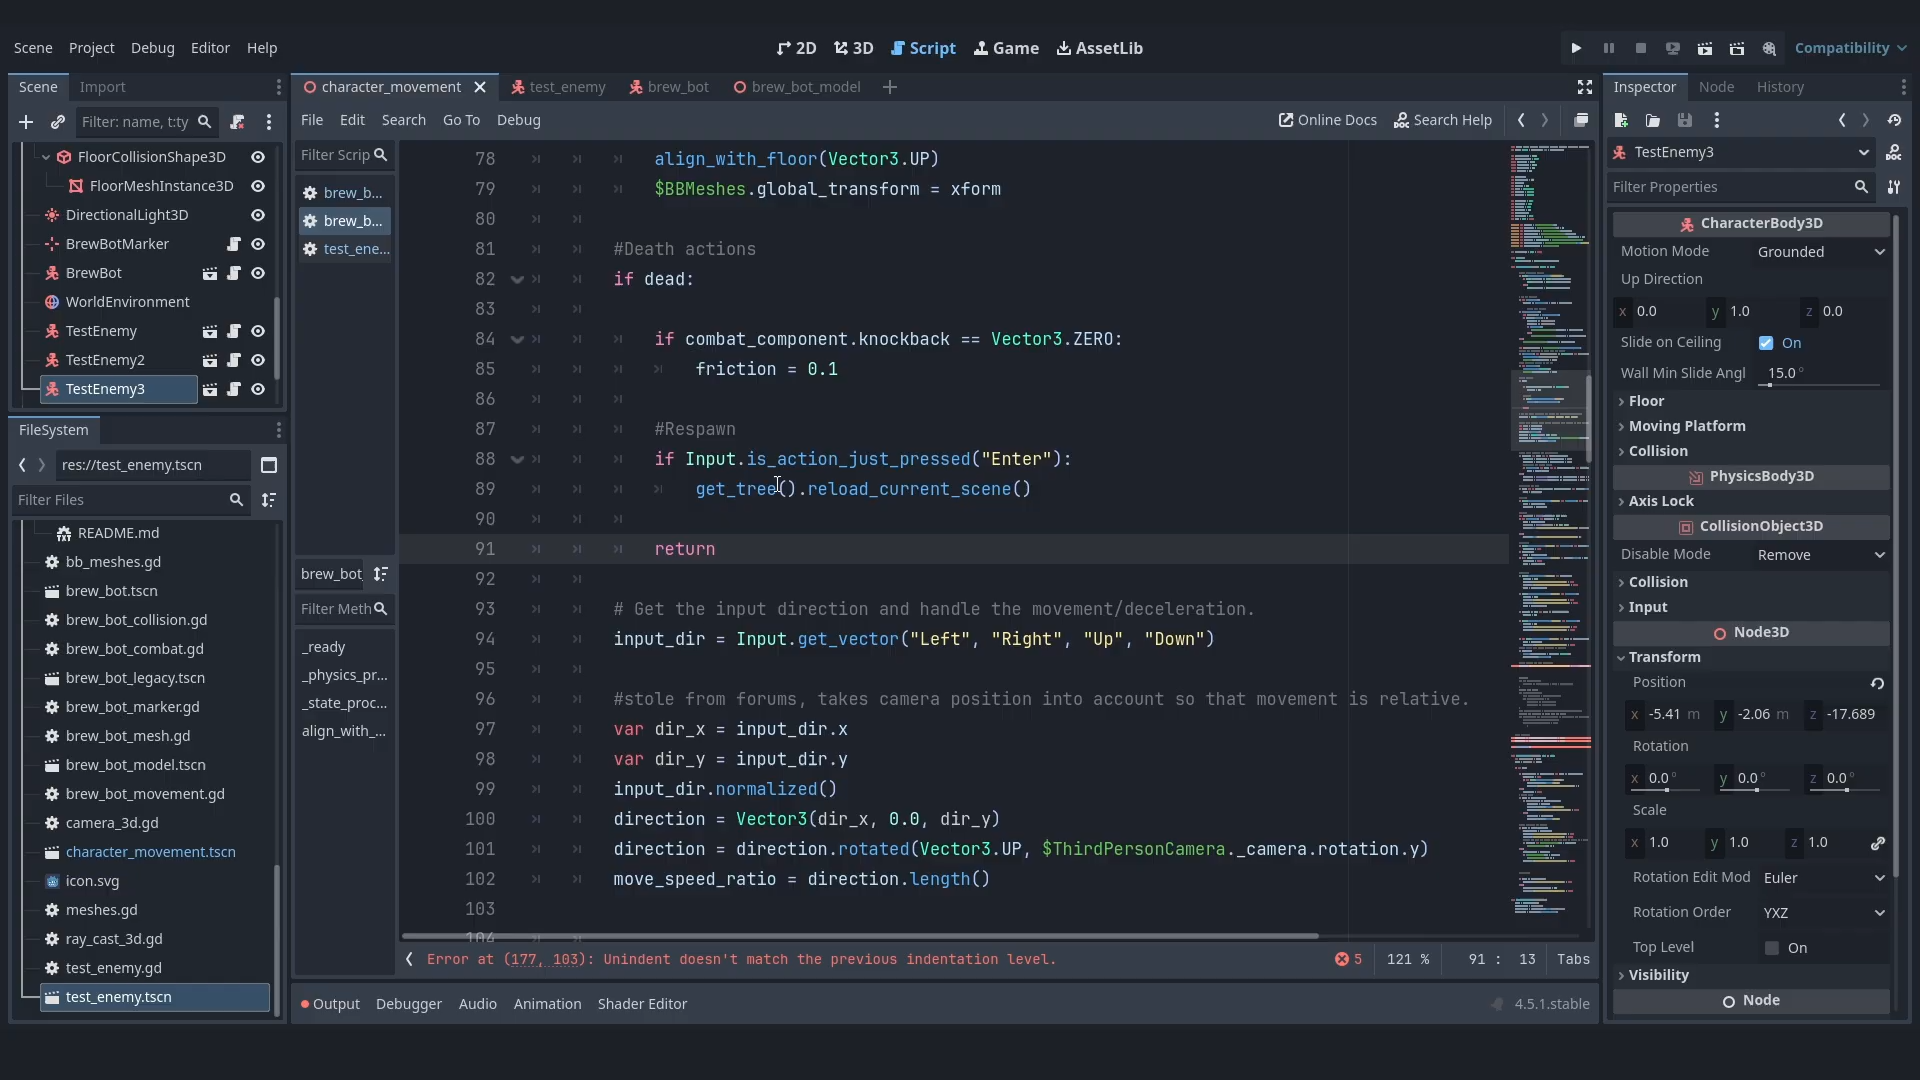 Scene Project Debug Editor Help
2D 3D Script Game AssetLib
Compatibility
Scene Import
Filter: name, t:ty
FloorCollisionShape3D
FloorMeshInstance3D
DirectionalLight3D
BrewBotMarker
BrewBot
WorldEnvironment
TestEnemy
TestEnemy2
TestEnemy3
FileSystem
res://test_enemy.tscn
Filter Files
README.md
bb_meshes.gd
brew_bot.tscn
brew_bot_collision.gd
brew_bot_combat.gd
brew_bot_legacy.tscn
brew_bot_marker.gd
brew_bot_mesh.gd
brew_bot_model.tscn
brew_bot_movement.gd
camera_3d.gd
character_movement.tscn
icon.svg
meshes.gd
ray_cast_3d.gd
test_enemy.gd
test_enemy.tscn
character_movement test_enemy brew_bot brew_bot_model
File Edit Search Go To Debug
Online Docs Search Help
Filter Scrip
brew_b...
brew_b...
test_ene...
brew_bot
Filter Meth
_ready
_physics_pr...
_state_proc...
align_with_...
78 align_with_floor(Vector3.UP)
79 $BBMeshes.global_transform = xform
80
81 #Death actions
82 if dead:
83
84 if combat_component.knockback == Vector3.ZERO:
85 friction = 0.1
86
87 #Respawn
88 if Input.is_action_just_pressed("Enter"):
89 get_tree().reload_current_scene()
90
91 return
92
93 # Get the input direction and handle the movement/deceleration.
94 input_dir = Input.get_vector("Left", "Right", "Up", "Down")
95
96 #stole from forums, takes camera position into account so that movement is relative.
97 var dir_x = input_dir.x
98 var dir_y = input_dir.y
99 input_dir.normalized()
100 direction = Vector3(dir_x, 0.0, dir_y)
101 direction = direction.rotated(Vector3.UP, $ThirdPersonCamera._camera.rotation.y)
102 move_speed_ratio = direction.length()
103
104
Error at (177, 103): Unindent doesn't match the previous indentation level.
5 121 % 91 : 13 Tabs
Output Debugger Audio Animation Shader Editor
4.5.1.stable
Inspector Node History
TestEnemy3
Filter Properties
CharacterBody3D
Motion Mode Grounded
Up Direction
x 0.0 y 1.0 z 0.0
Slide on Ceiling On
Wall Min Slide Angl 15.0 °
Floor
Moving Platform
Collision
PhysicsBody3D
Axis Lock
CollisionObject3D
Disable Mode Remove
Collision
Input
Node3D
Transform
Position
x -5.41 m y -2.06 m z -17.689
Rotation
x 0.0 ° y 0.0 ° z 0.0 °
Scale
x 1.0 y 1.0 z 1.0
Rotation Edit Mod Euler
Rotation Order YXZ
Top Level On
Visibility
Node